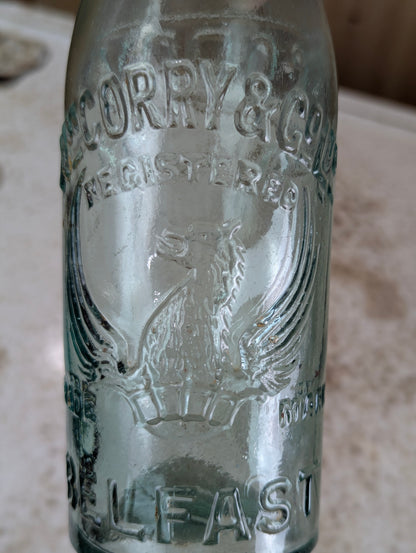 CORRY & CO
REGISTERED
BELFAST